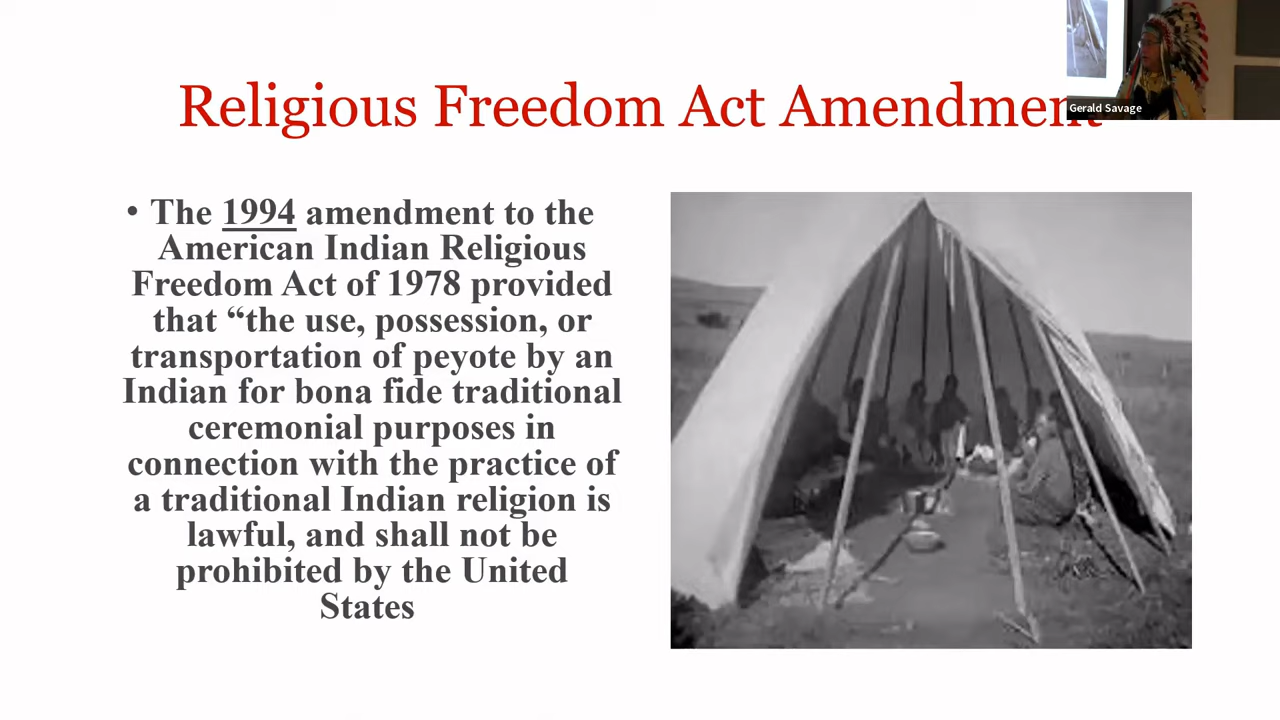 Religious Freedom Act Amendment
Gerald Savage
• The 1994 amendment to the
American Indian Religious
Freedom Act of 1978 provided
that “the use, possession, or
transportation of peyote by an
Indian for bona fide traditional
ceremonial purposes in
connection with the practice of
a traditional Indian religion is
lawful, and shall not be
prohibited by the United
States